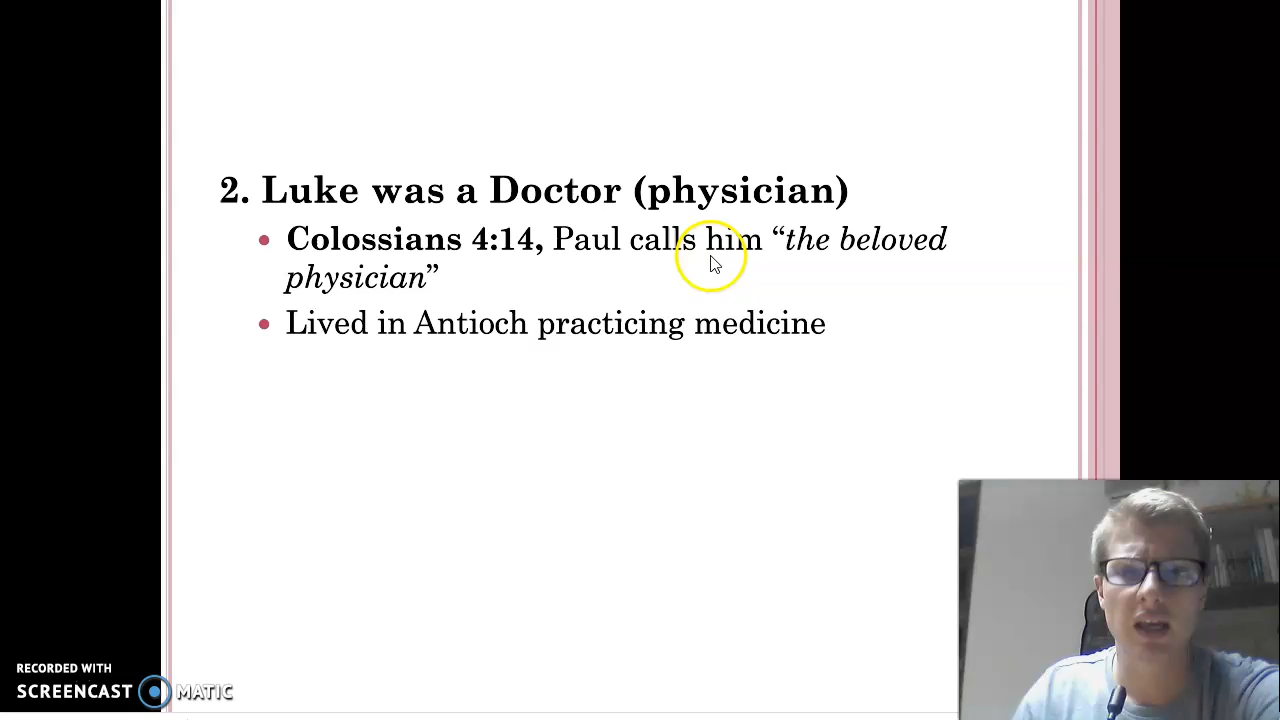 2. Luke was a Doctor (physician)
• Colossians 4:14, Paul calls him “the beloved
physician”
• Lived in Antioch practicing medicine
RECORDED WITH
SCREENCAST MATIC